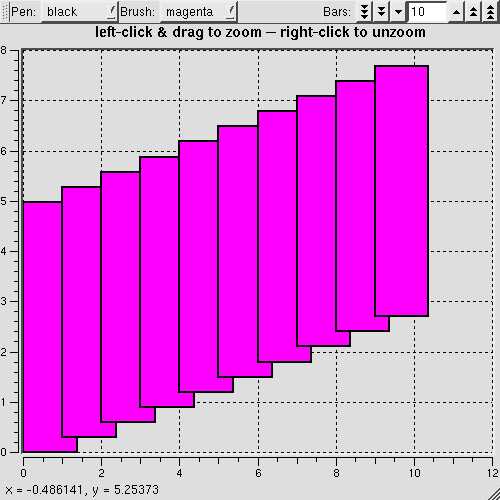 Pen: black Brush: magenta Bars: 10
left-click & drag to zoom — right-click to unzoom
8
7
6
5
4
3
2
1
0
0 2 4 6 8 10 12
x = -0.486141, y = 5.25373